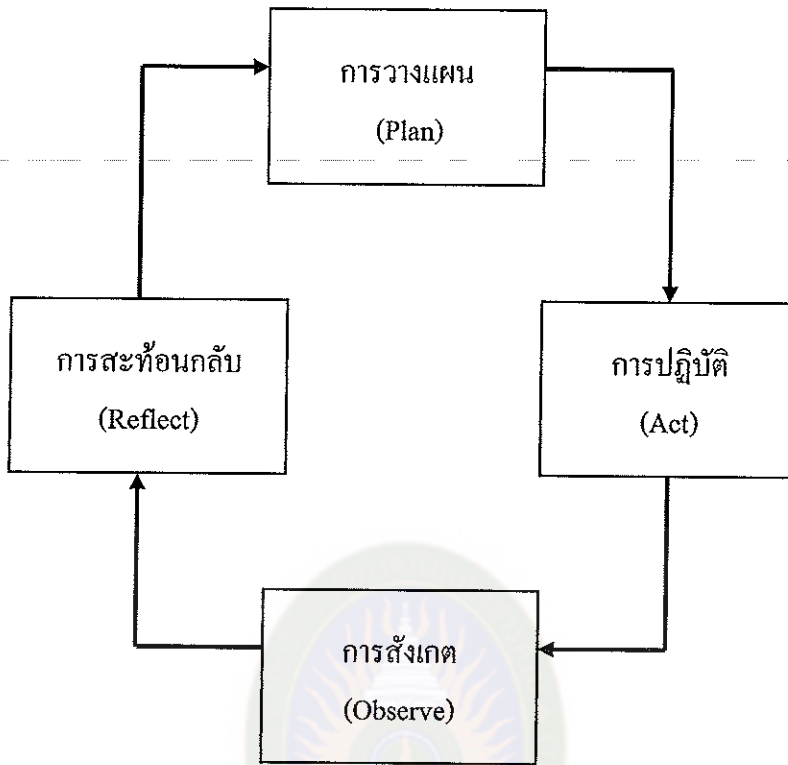 การวางแผน
(Plan)
การสะท้อนกลับ
(Reflect)
การปฏิบัติ
(Act)
การสังเกต
(Observe)